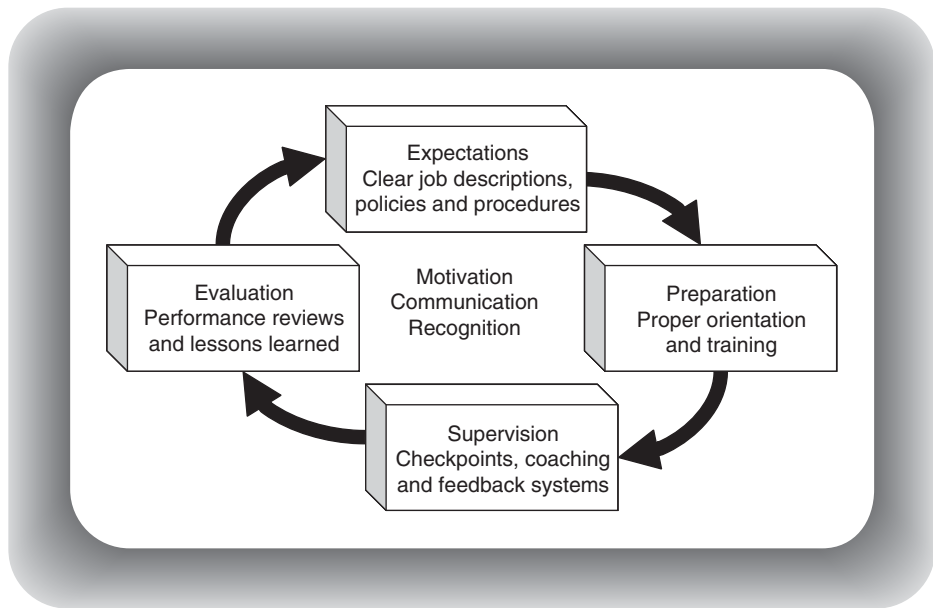 Expectations
Clear job descriptions,
policies and procedures
Preparation
Proper orientation
and training
Supervision
Checkpoints, coaching
and feedback systems
Evaluation
Performance reviews
and lessons learned
Motivation
Communication
Recognition